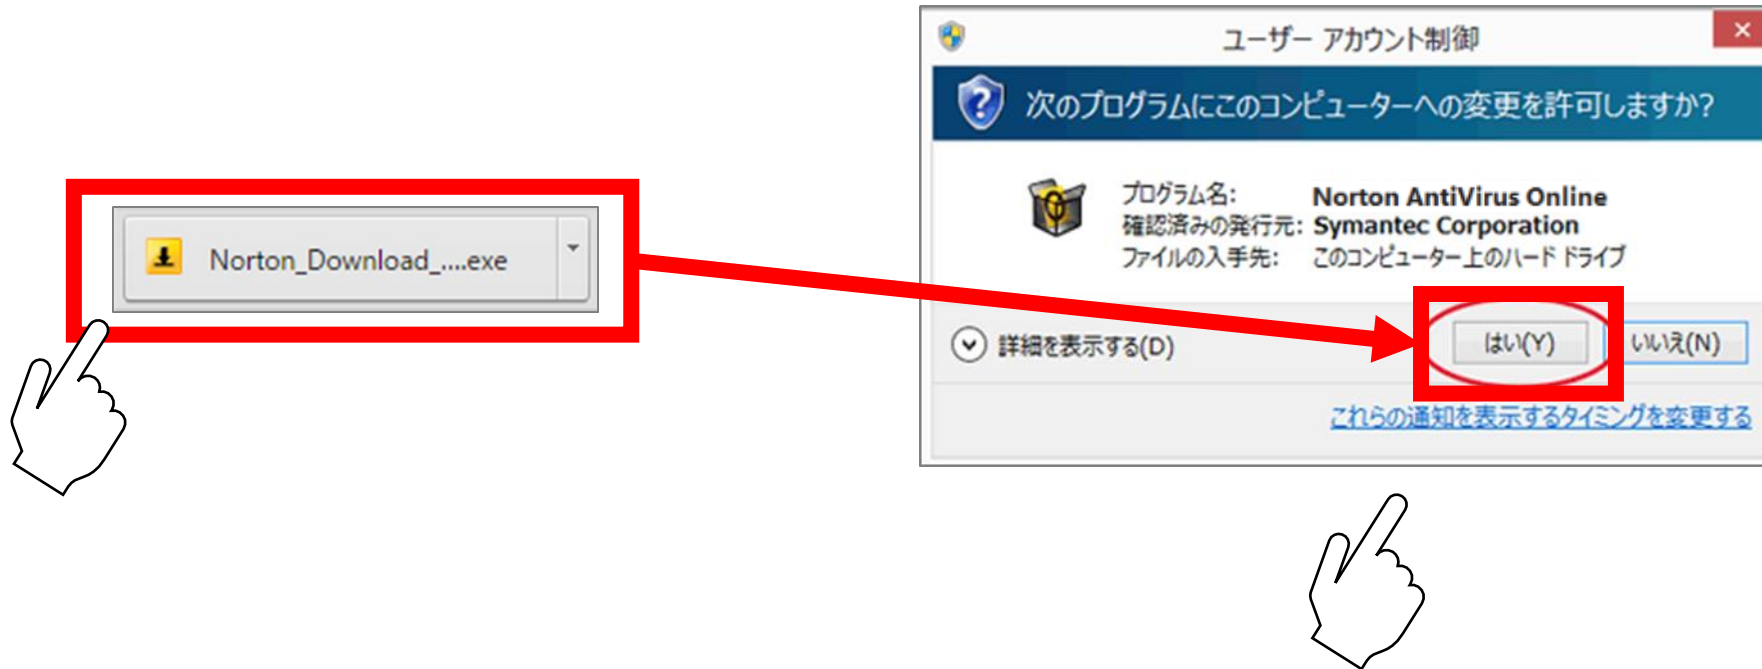 Norton_Download_....exe
ユーザー アカウント制御
次のプログラムにこのコンピューターへの変更を許可しますか?
プログラム名: Norton AntiVirus Online
確認済みの発行元: Symantec Corporation
ファイルの入手先: このコンピューター上のハード ドライブ
詳細を表示する(D)
はい(Y)
いいえ(N)
これらの通知を表示するタイミングを変更する